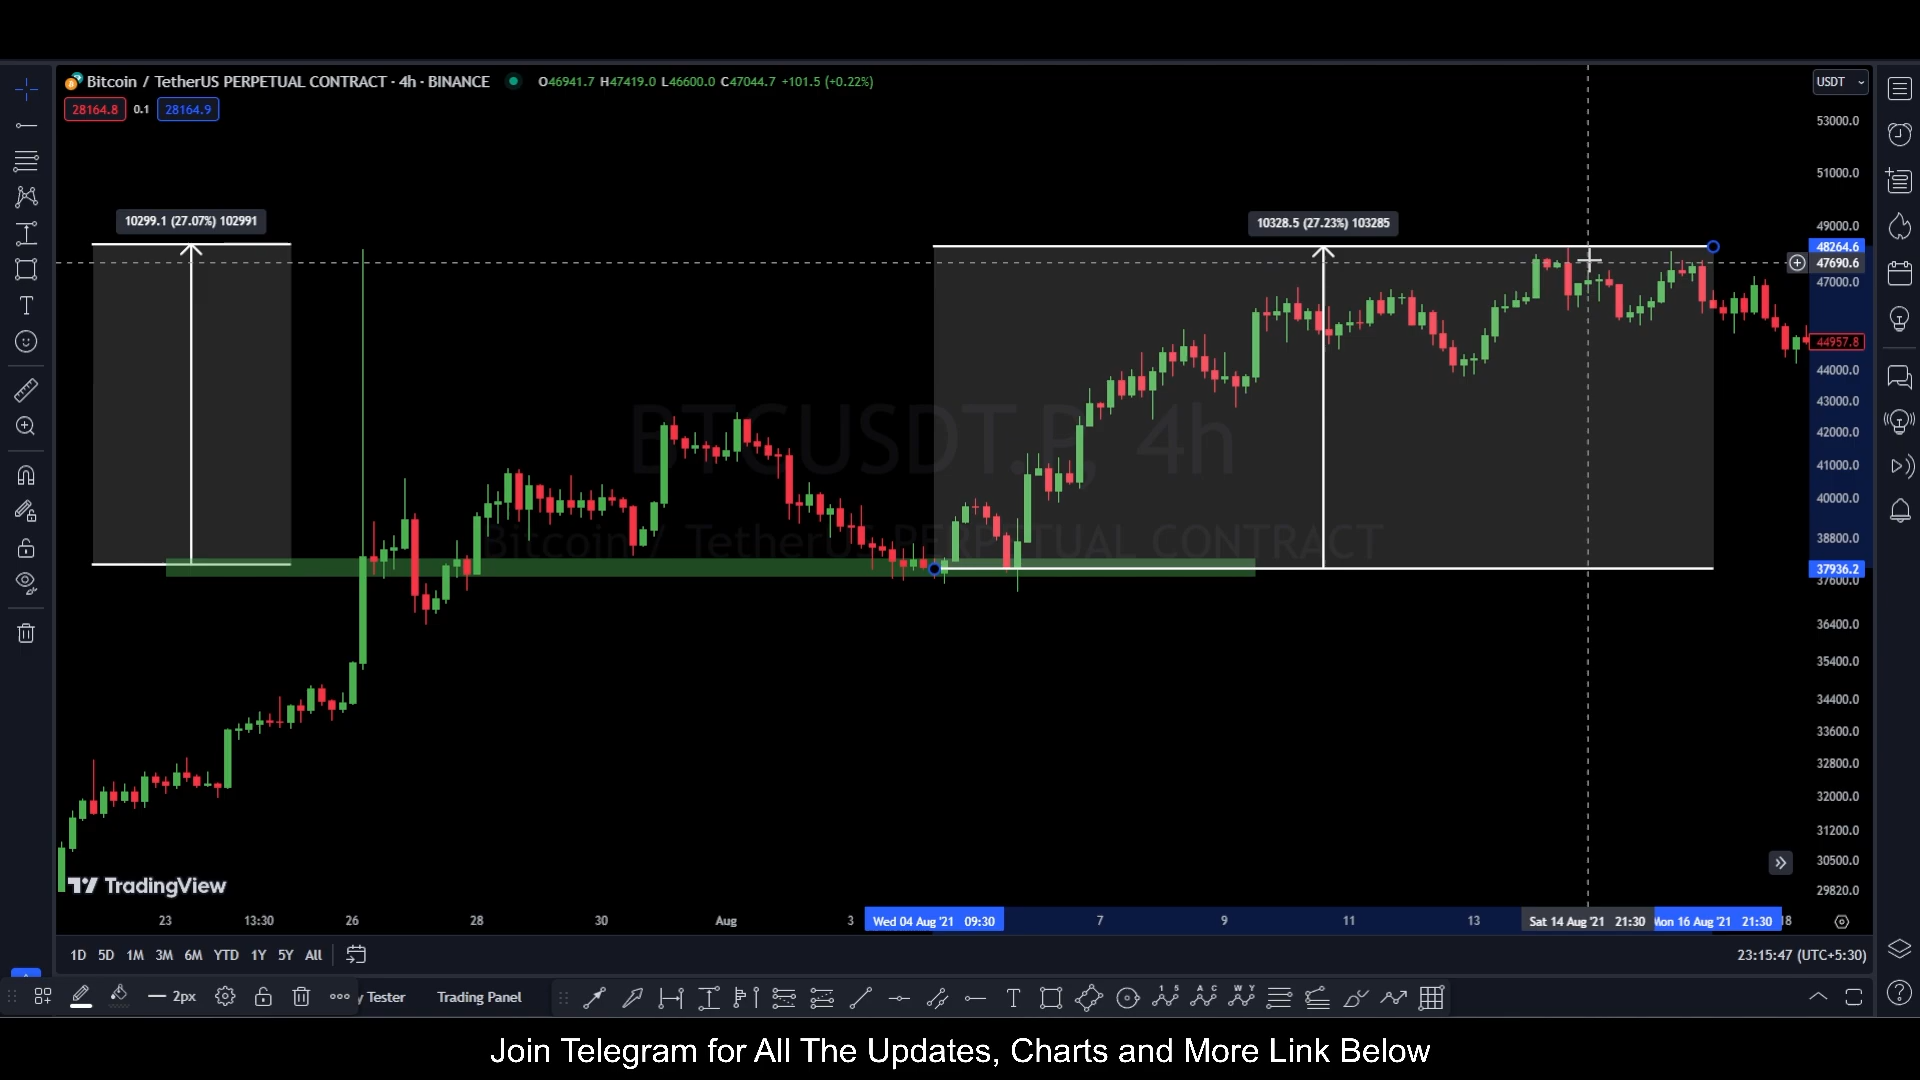 Bitcoin / TetherUS PERPETUAL CONTRACT · 4h · BINANCE O46941.7 H47419.0 L46600.0 C47044.7 +101.5 (+0.22%)
USDT
28164.8 0.1 28164.9
53000.0
51000.0
10299.1 (27.07%) 102991
10328.5 (27.23%) 103285
49000.0
48264.6
47690.6
47000.0
44957.8
44000.0
43000.0
BTCUSDT.P, 4h
42000.0
41000.0
40000.0
Bitcoin / TetherUS PERPETUAL CONTRACT
38800.0
37936.2
37600.0
36400.0
35400.0
34400.0
33600.0
32800.0
32000.0
31200.0
30500.0
29820.0
TradingView
23 13:30 26 28 30 Aug 3 Wed 04 Aug '21 09:30 7 9 11 13 Sat 14 Aug '21 21:30 Mon 16 Aug '21 21:30 18
1D 5D 1M 3M 6M YTD 1Y 5Y All 23:15:47 (UTC+5:30)
2px y Tester Trading Panel
Join Telegram for All The Updates, Charts and More Link Below